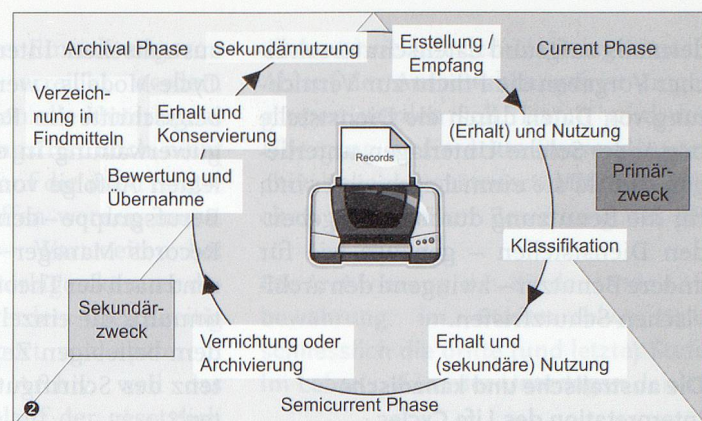 Archival Phase
Sekundärnutzung
Erstellung /
Empfang
Current Phase
Verzeich-
nung in
Findmitteln
Erhalt und
Konservierung
(Erhalt) und Nutzung
Records
Primär-
zweck
Bewertung und
Übernahme
Klassifikation
Sekundär-
zweck
Vernichtung oder
Archivierung
Erhalt und
(sekundäre) Nutzung
Semicurrent Phase
2